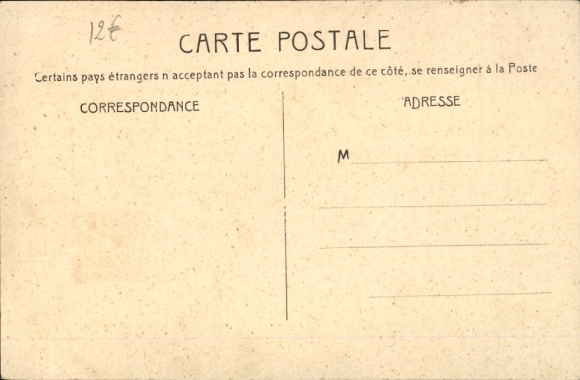 12€
CARTE POSTALE
Certains pays étrangers n acceptant pas la correspondance de ce côté, se renseigner à la Poste
CORRESPONDANCE
ADRESSE
M